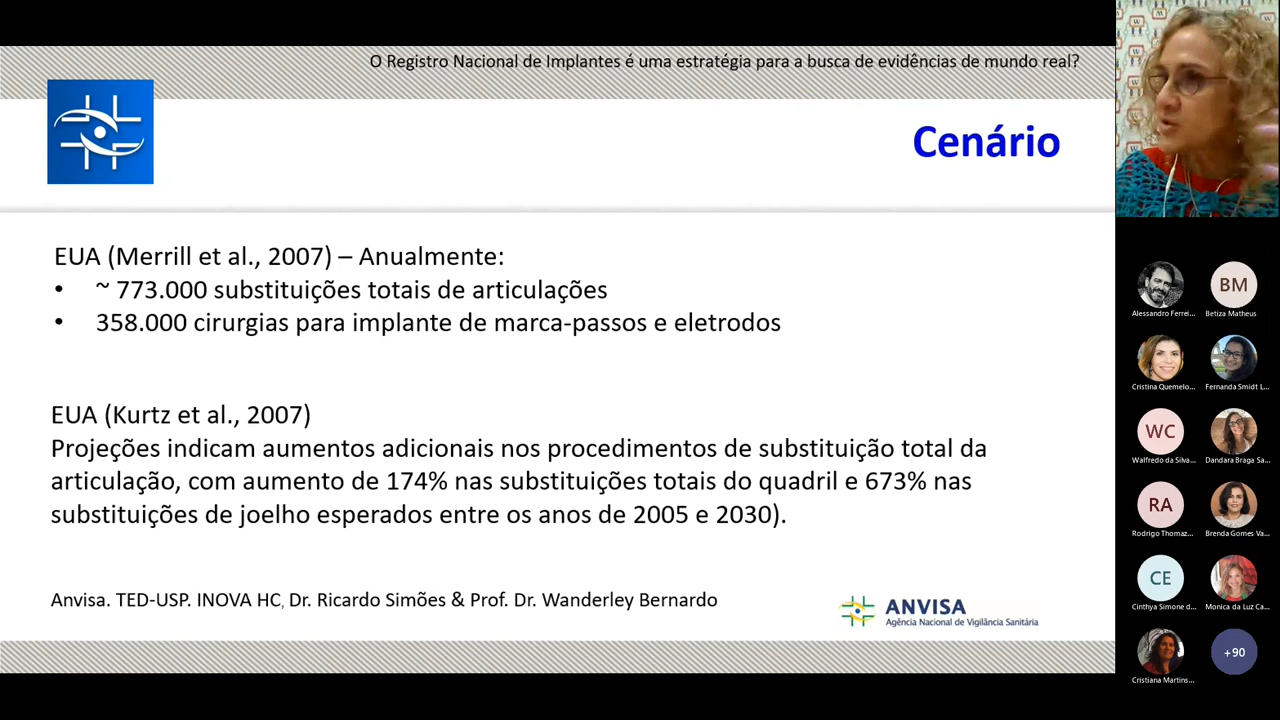 O Registro Nacional de Implantes é uma estratégia para a busca de evidências de mundo real?
Cenário
EUA (Merrill et al., 2007) – Anualmente:
• ~ 773.000 substituições totais de articulações
• 358.000 cirurgias para implante de marca-passos e eletrodos
EUA (Kurtz et al., 2007)
Projeções indicam aumentos adicionais nos procedimentos de substituição total da
articulação, com aumento de 174% nas substituições totais do quadril e 673% nas
substituições de joelho esperados entre os anos de 2005 e 2030).
Anvisa. TED-USP. INOVA HC, Dr. Ricardo Simões & Prof. Dr. Wanderley Bernardo
ANVISA
Agência Nacional de Vigilância Sanitária
BM
Alessandro Ferrei...
Betiza Matheus
Cristina Quemelo...
Fernanda Smidt L...
WC
Walfredo da Silva...
Dandara Braga Sa...
RA
Rodrigo Thomaz...
Brenda Gomes Va...
CE
Cinthya Simone d...
Monica da Luz Ca...
Cristiana Martins...
+90